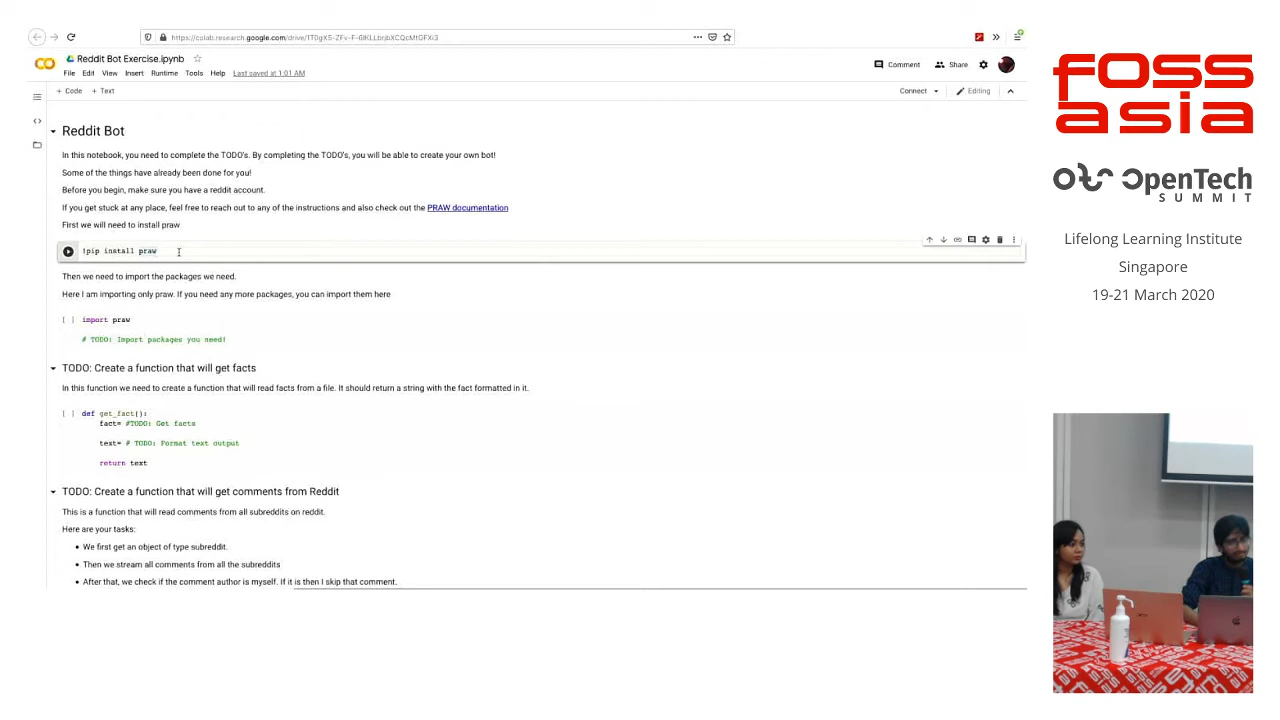 https://colab.research.google.com/drive/
Reddit Bot Exercise.ipynb
File Edit View Insert Runtime Tools Help Last saved at 1:01 AM
Comment Share
+ Code + Text
Connect Editing
Reddit Bot
In this notebook, you need to complete the TODO's. By completing the TODO's, you will be able to create your own bot!
Some of the things have already been done for you!
Before you begin, make sure you have a reddit account.
If you get stuck at any place, feel free to reach out to any of the instructions and also check out the PRAW documentation
First we will need to install praw
!pip install praw
Then we need to import the packages we need.
Here I am importing only praw. If you need any more packages, you can import them here
[ ] import praw
# TODO: Import packages you need!
TODO: Create a function that will get facts
In this function we need to create a function that will read facts from a file. It should return a string with the fact formatted in it.
[ ] def get_fact():
fact= #TODO: Get facts
text= # TODO: Format text output
return text
TODO: Create a function that will get comments from Reddit
This is a function that will read comments from all subreddits on reddit.
Here are your tasks:
• We first get an object of type subreddit.
• Then we stream all comments from all the subreddits
• After that, we check if the comment author is myself. If it is then I skip that comment.
FOSS
asia
OpenTech
SUMMIT
Lifelong Learning Institute
Singapore
19-21 March 2020